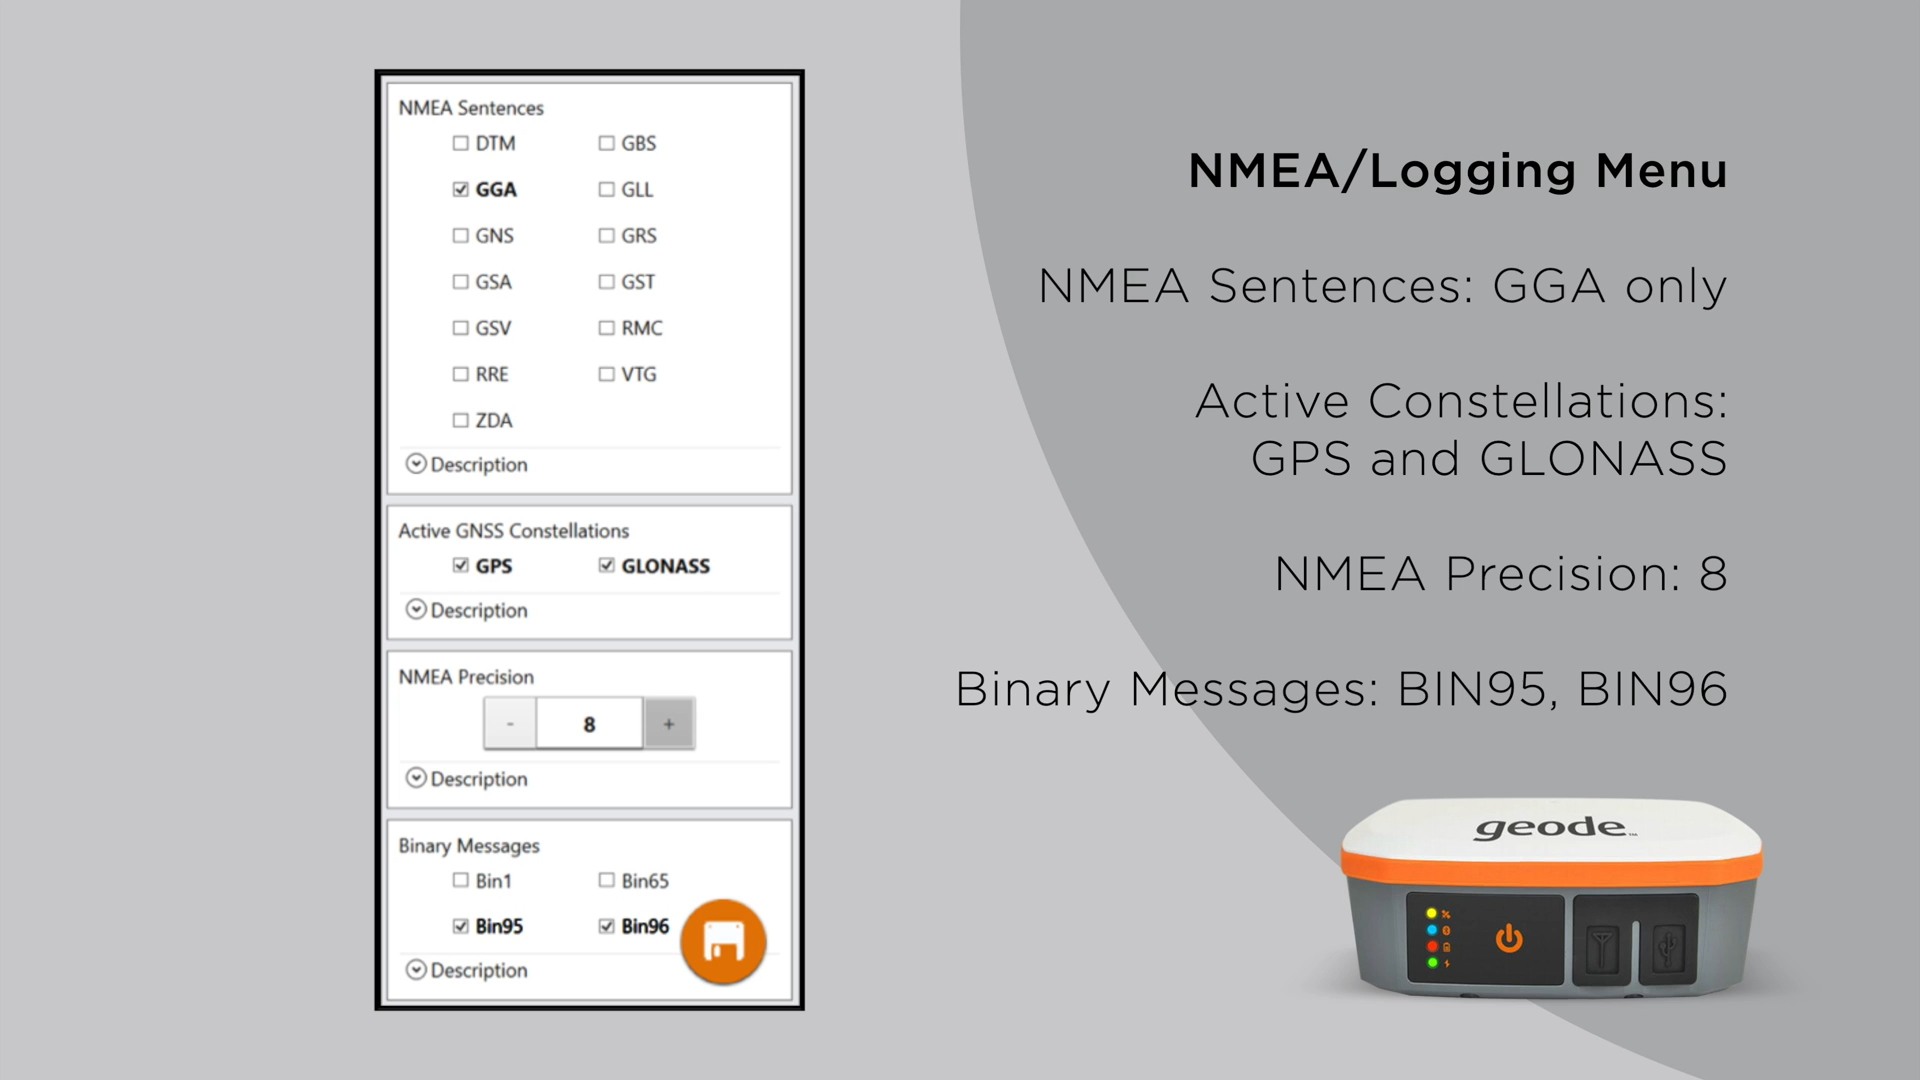 NMEA Sentences
DTM GBS
GGA GLL
GNS GRS
GSA GST
GSV RMC
RRE VTG
ZDA
Description
Active GNSS Constellations
GPS GLONASS
Description
NMEA Precision
- 8 +
Description
Binary Messages
Bin1 Bin65
Bin95 Bin96
Description
NMEA/Logging Menu
NMEA Sentences: GGA only
Active Constellations:
GPS and GLONASS
NMEA Precision: 8
Binary Messages: BIN95, BIN96
geode™